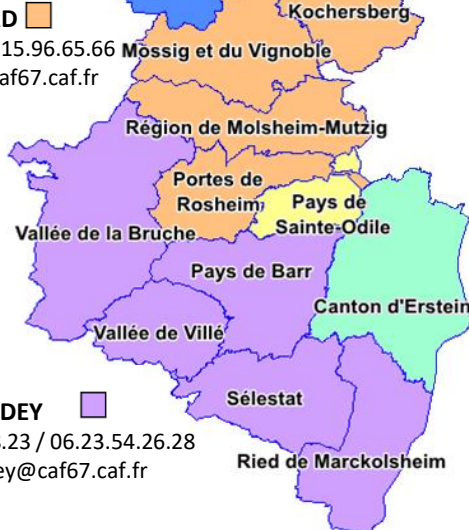 D
Kochersberg
15.96.65.66
Mossig et du Vignoble
af67.caf.fr
Région de Molsheim-Mutzig
Portes de
Rosheim
Pays de
Sainte-Odile
Vallée de la Bruche
Pays de Barr
Canton d'Erstein
Vallée de Villé
DEY
Sélestat
.23 / 06.23.54.26.28
Ried de Marckolsheim
ey@caf67.caf.fr